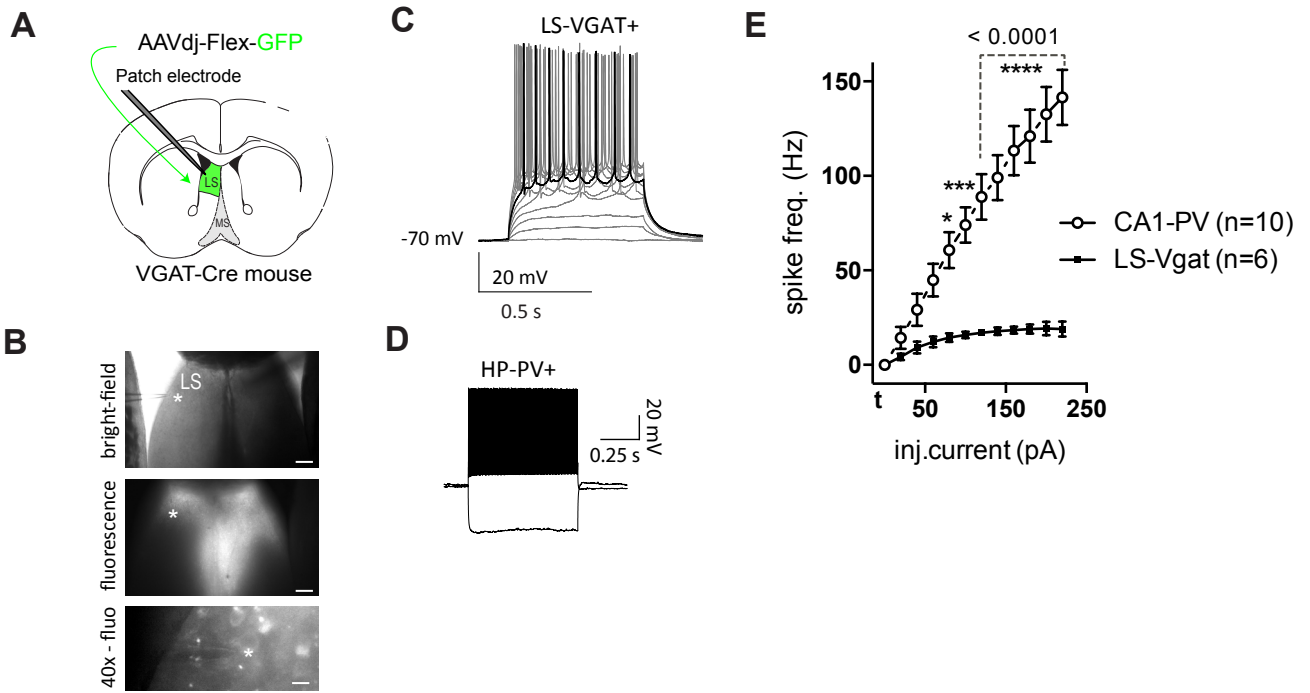 A
AAVdj-Flex-GFP
Patch electrode
LS
MS
VGAT-Cre mouse
B
bright-field
LS
*
fluorescence
*
40x - fluo
*
C
LS-VGAT+
-70 mV
20 mV
0.5 s
D
HP-PV+
20 mV
0.25 s
E
< 0.0001
****
***
*
150
100
50
0
spike freq. (Hz)
t
50
150
250
inj.current (pA)
CA1-PV (n=10)
LS-Vgat (n=6)